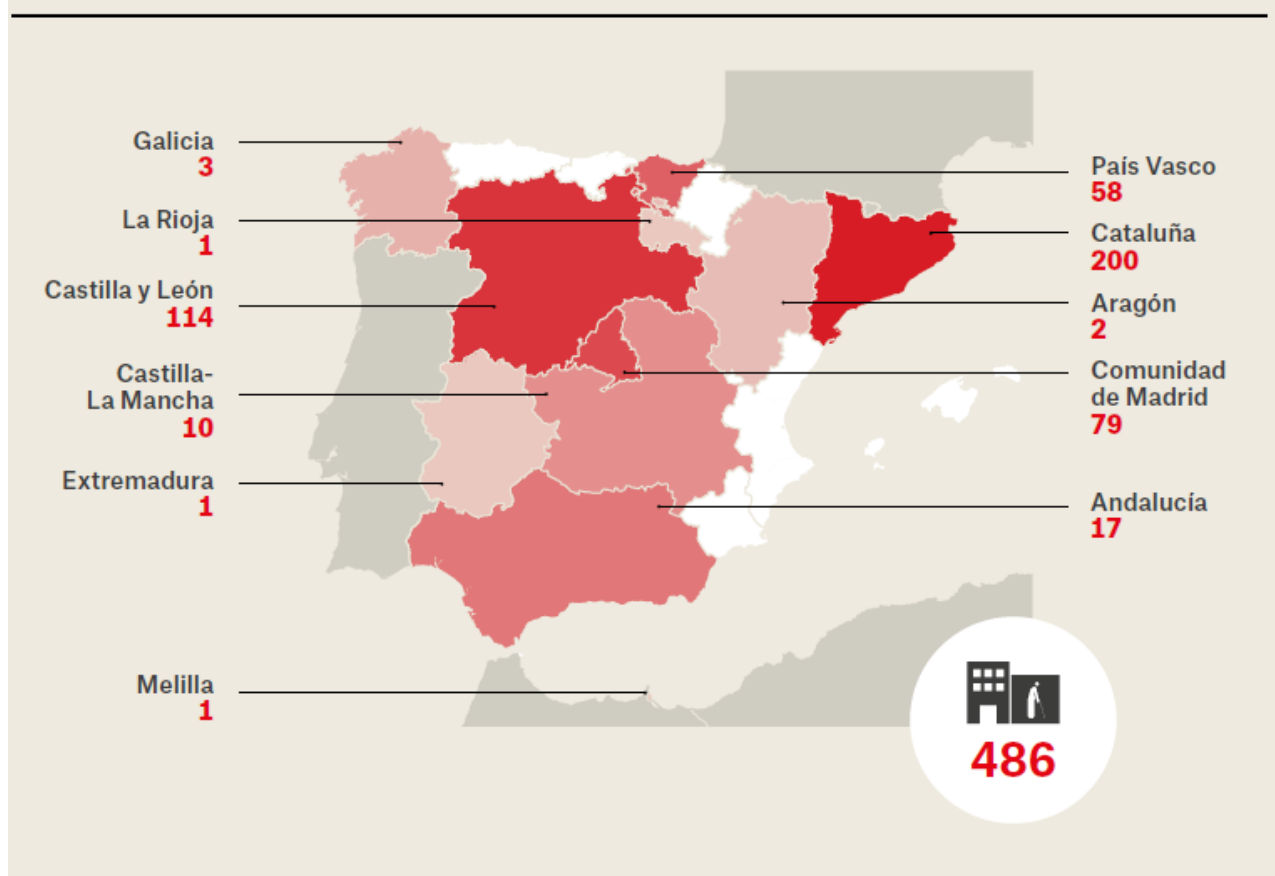 Galicia
3
La Rioja
1
Castilla y León
114
Castilla-
La Mancha
10
Extremadura
1
Melilla
1
País Vasco
58
Cataluña
200
Aragón
2
Comunidad
de Madrid
79
Andalucía
17
486